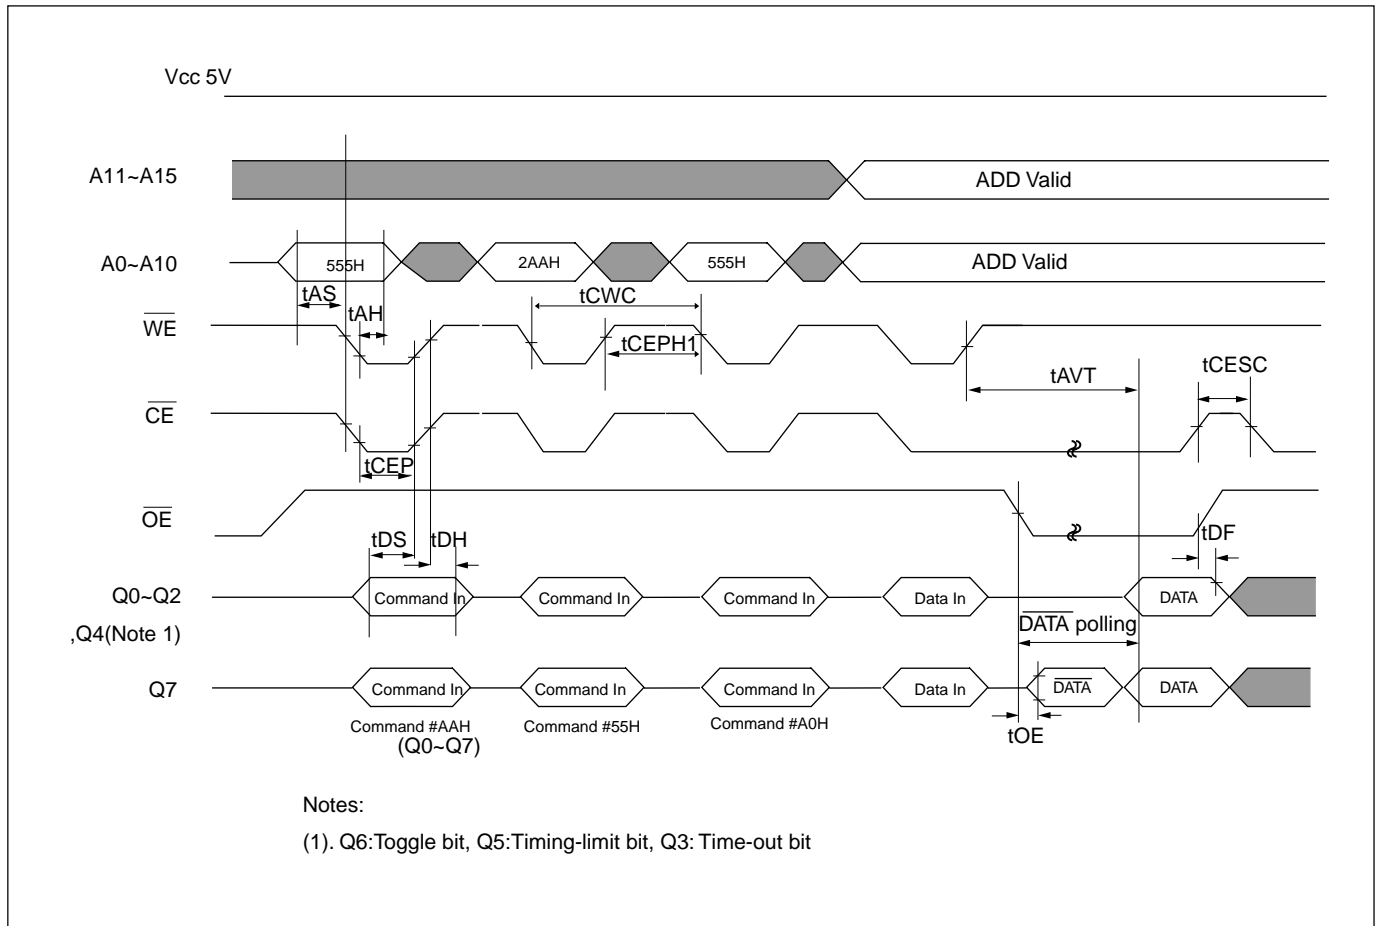 Vcc 5V
A11~A15
ADD Valid
A0~A10
555H
2AAH
555H
ADD Valid
tAS
tAH
tCWC
WE
tCEPH1
tAVT
tCESC
CE
tCEP
OE
tDS
tDH
tDF
Q0~Q2
Command In
Command In
Command In
Data In
DATA
,Q4(Note 1)
DATA polling
Q7
Command In
Command In
Command In
Data In
DATA
DATA
Command #AAH
Command #55H
Command #A0H
(Q0~Q7)
tOE
Notes:
(1). Q6:Toggle bit, Q5:Timing-limit bit, Q3: Time-out bit